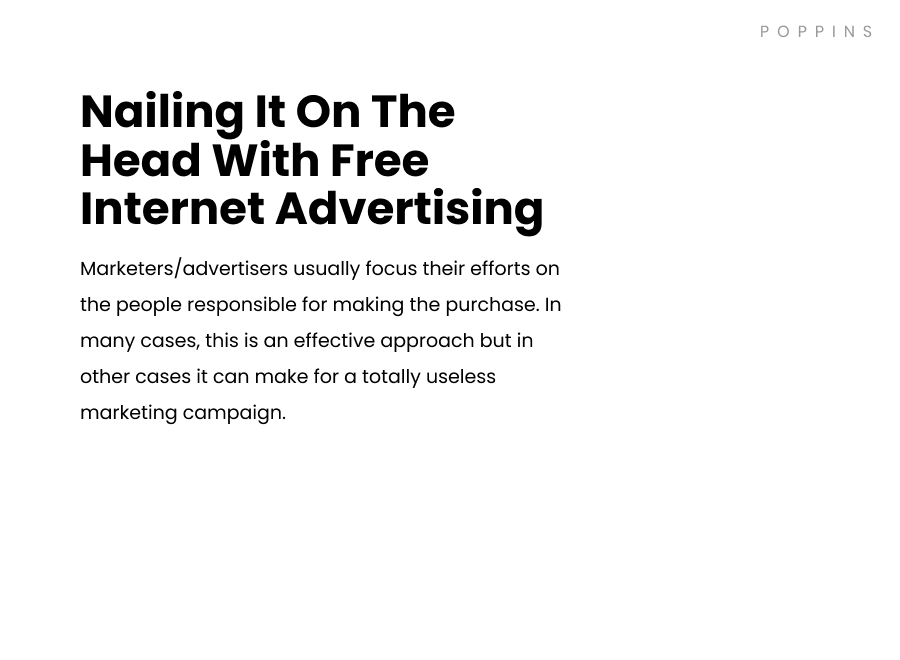 POPPINS
Nailing It On The
Head With Free
Internet Advertising
Marketers/advertisers usually focus their efforts on
the people responsible for making the purchase. In
many cases, this is an effective approach but in
other cases it can make for a totally useless
marketing campaign.